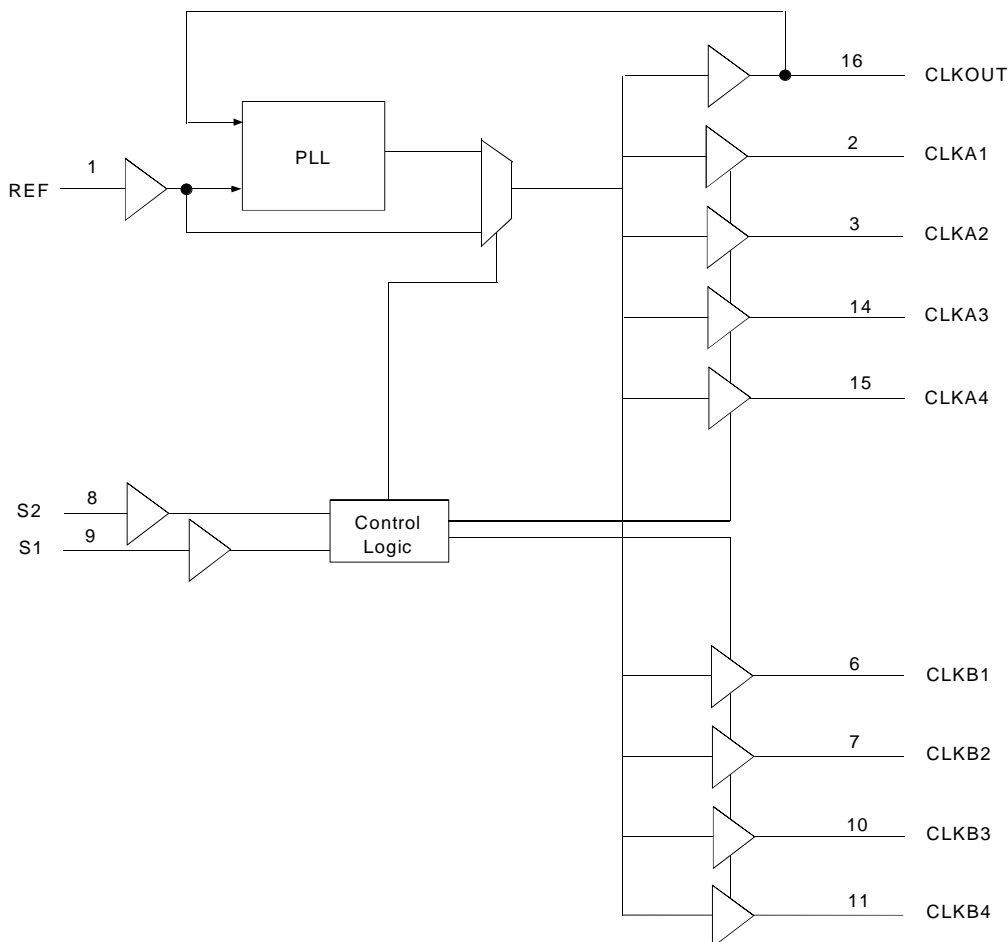 16 CLKOUT
PLL
1
REF
2 CLKA1
3 CLKA2
14 CLKA3
15 CLKA4
S2 8
S1 9
Control
Logic
6 CLKB1
7 CLKB2
10 CLKB3
11 CLKB4